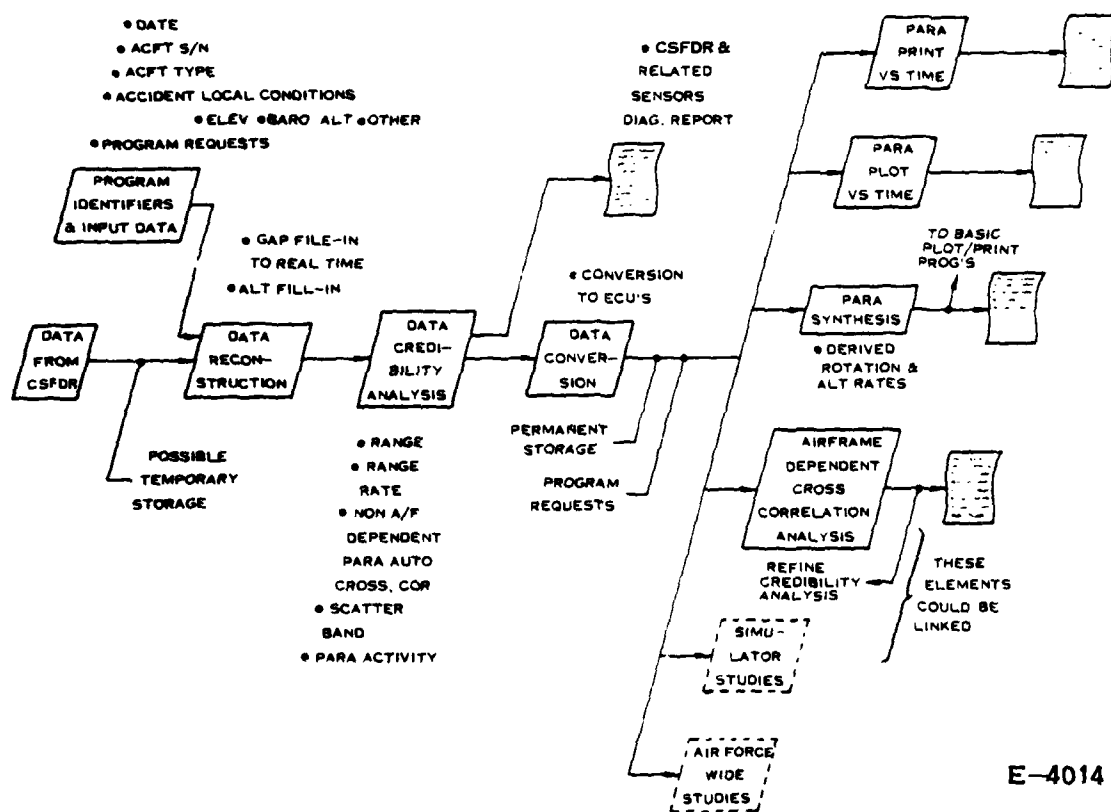 • DATE
• ACFT S/N
• ACFT TYPE
• ACCIDENT LOCAL CONDITIONS
• ELEV • BARO ALT • OTHER
• PROGRAM REQUESTS
PROGRAM
IDENTIFIERS
& INPUT DATA
• GAP FILE-IN
TO REAL TIME
• ALT FILL-IN
DATA
FROM
CSFDR
POSSIBLE
TEMPORARY
STORAGE
DATA
RECON-
STRUCTION
DATA
CREDI-
BILITY
ANALYSIS
• RANGE
• RANGE
RATE
• NON A/F
DEPENDENT
PARA AUTO
CROSS, COR
• SCATTER
BAND
• PARA ACTIVITY
• CSFDR &
RELATED
SENSORS
DIAG. REPORT
• CONVERSION
TO ECU'S
DATA
CONVER-
SION
PERMANENT
STORAGE
PROGRAM
REQUESTS
PARA
PRINT
VS TIME
PARA
PLOT
VS TIME
TO BASIC
PLOT/PRINT
PROG'S
PARA
SYNTHESIS
• DERIVED
ROTATION &
ALT RATES
AIRFRAME
DEPENDENT
CROSS
CORRELATION
ANALYSIS
REFINE
CREDIBILITY
ANALYSIS
THESE
ELEMENTS
COULD BE
LINKED
SIMU-
LATOR
STUDIES
AIR FORCE
WIDE
STUDIES
E-4014